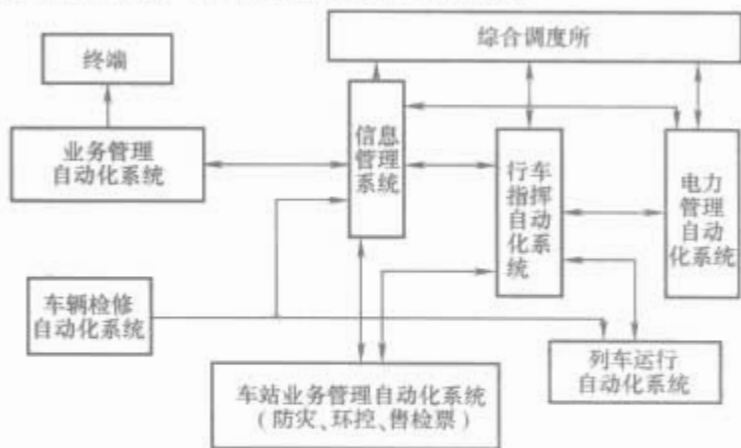 综合调度所
终端
信息
管理
系统
业务管理
自动化系统
行车
指挥
自动
化系
统
电力
管理
自动
化系
统
车辆检修
自动化系统
列车运行
自动化系统
车站业务管理自动化系统
(防灾、环控、售检票)